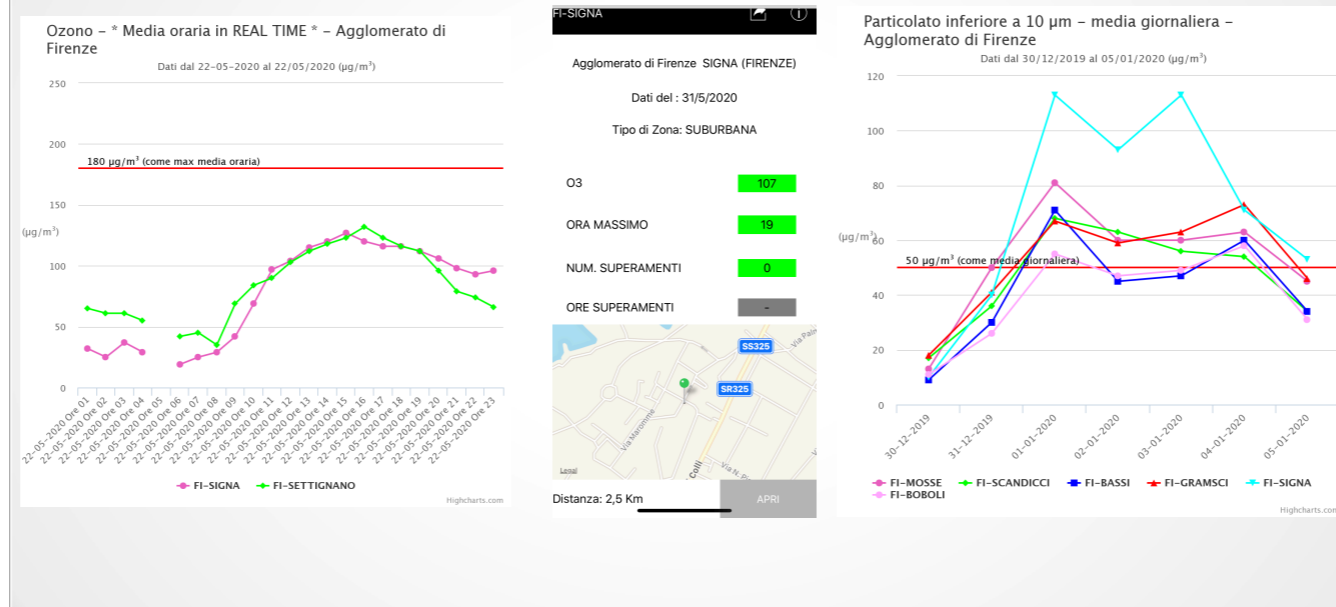 Ozono – * Media oraria in REAL TIME * – Agglomerato di
Firenze
Dati dal 22-05-2020 al 22/05/2020 (µg/m³)
250
200
180 µg/m³ (come max media oraria)
150
(µg/m³)
100
50
0
22-05-2020 Ore 01
22-05-2020 Ore 02
22-05-2020 Ore 03
22-05-2020 Ore 04
22-05-2020 Ore 05
22-05-2020 Ore 06
22-05-2020 Ore 07
22-05-2020 Ore 08
22-05-2020 Ore 09
22-05-2020 Ore 10
22-05-2020 Ore 11
22-05-2020 Ore 12
22-05-2020 Ore 13
22-05-2020 Ore 14
22-05-2020 Ore 15
22-05-2020 Ore 16
22-05-2020 Ore 17
22-05-2020 Ore 18
22-05-2020 Ore 19
22-05-2020 Ore 20
22-05-2020 Ore 21
22-05-2020 Ore 22
22-05-2020 Ore 23
FI-SIGNA FI-SETTIGNANO
Highcharts.com
FI-SIGNA
Agglomerato di Firenze SIGNA (FIRENZE)
Dati del : 31/5/2020
Tipo di Zona: SUBURBANA
O3 107
ORA MASSIMO 19
NUM. SUPERAMENTI 0
ORE SUPERAMENTI -
SS325
SR325
Via Maromme
Colli
Via N.
Legal
Distanza: 2,5 Km APRI
Particolato inferiore a 10 µm – media giornaliera –
Agglomerato di Firenze
Dati dal 30/12/2019 al 05/01/2020 (µg/m³)
120
100
80
(µg/m³)
60
50 µg/m³ (come media giornaliera)
40
20
0
30-12-2019
31-12-2019
01-01-2020
02-01-2020
03-01-2020
04-01-2020
05-01-2020
FI-MOSSE FI-SCANDICCI FI-BASSI FI-GRAMSCI FI-SIGNA
FI-BOBOLI
Highcharts.com